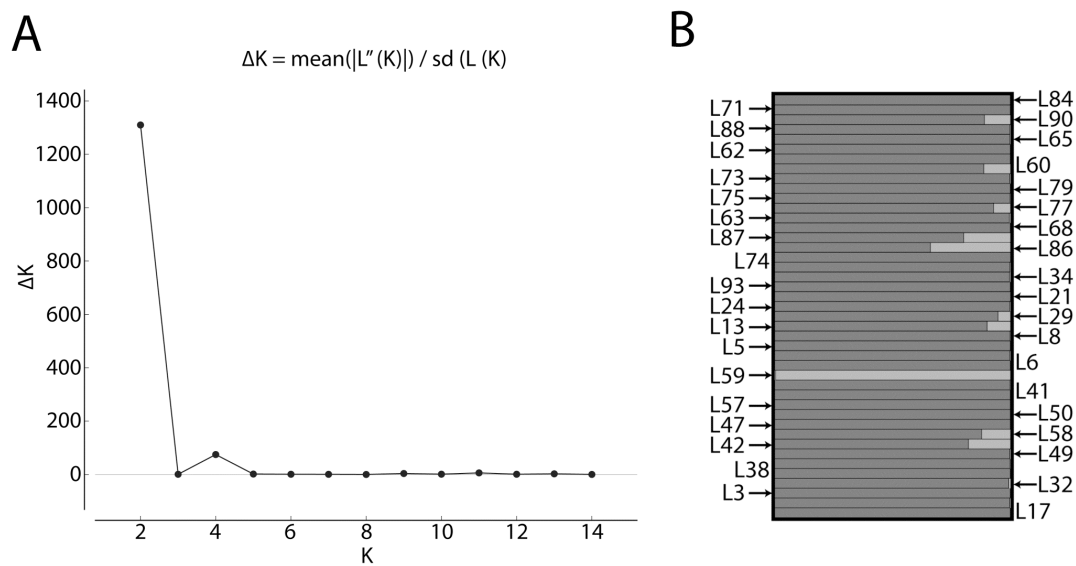 A
ΔK = mean(|L″ (K)|) / sd (L (K)
1400
1200
1000
800
600
400
200
0
ΔK
2 4 6 8 10 12 14
K
B
L84
L71
L90
L88
L65
L62
L60
L73
L79
L75
L77
L63
L68
L87
L86
L74
L34
L93
L21
L24
L29
L13
L8
L5
L6
L59
L41
L57
L50
L47
L58
L42
L49
L38
L32
L3
L17